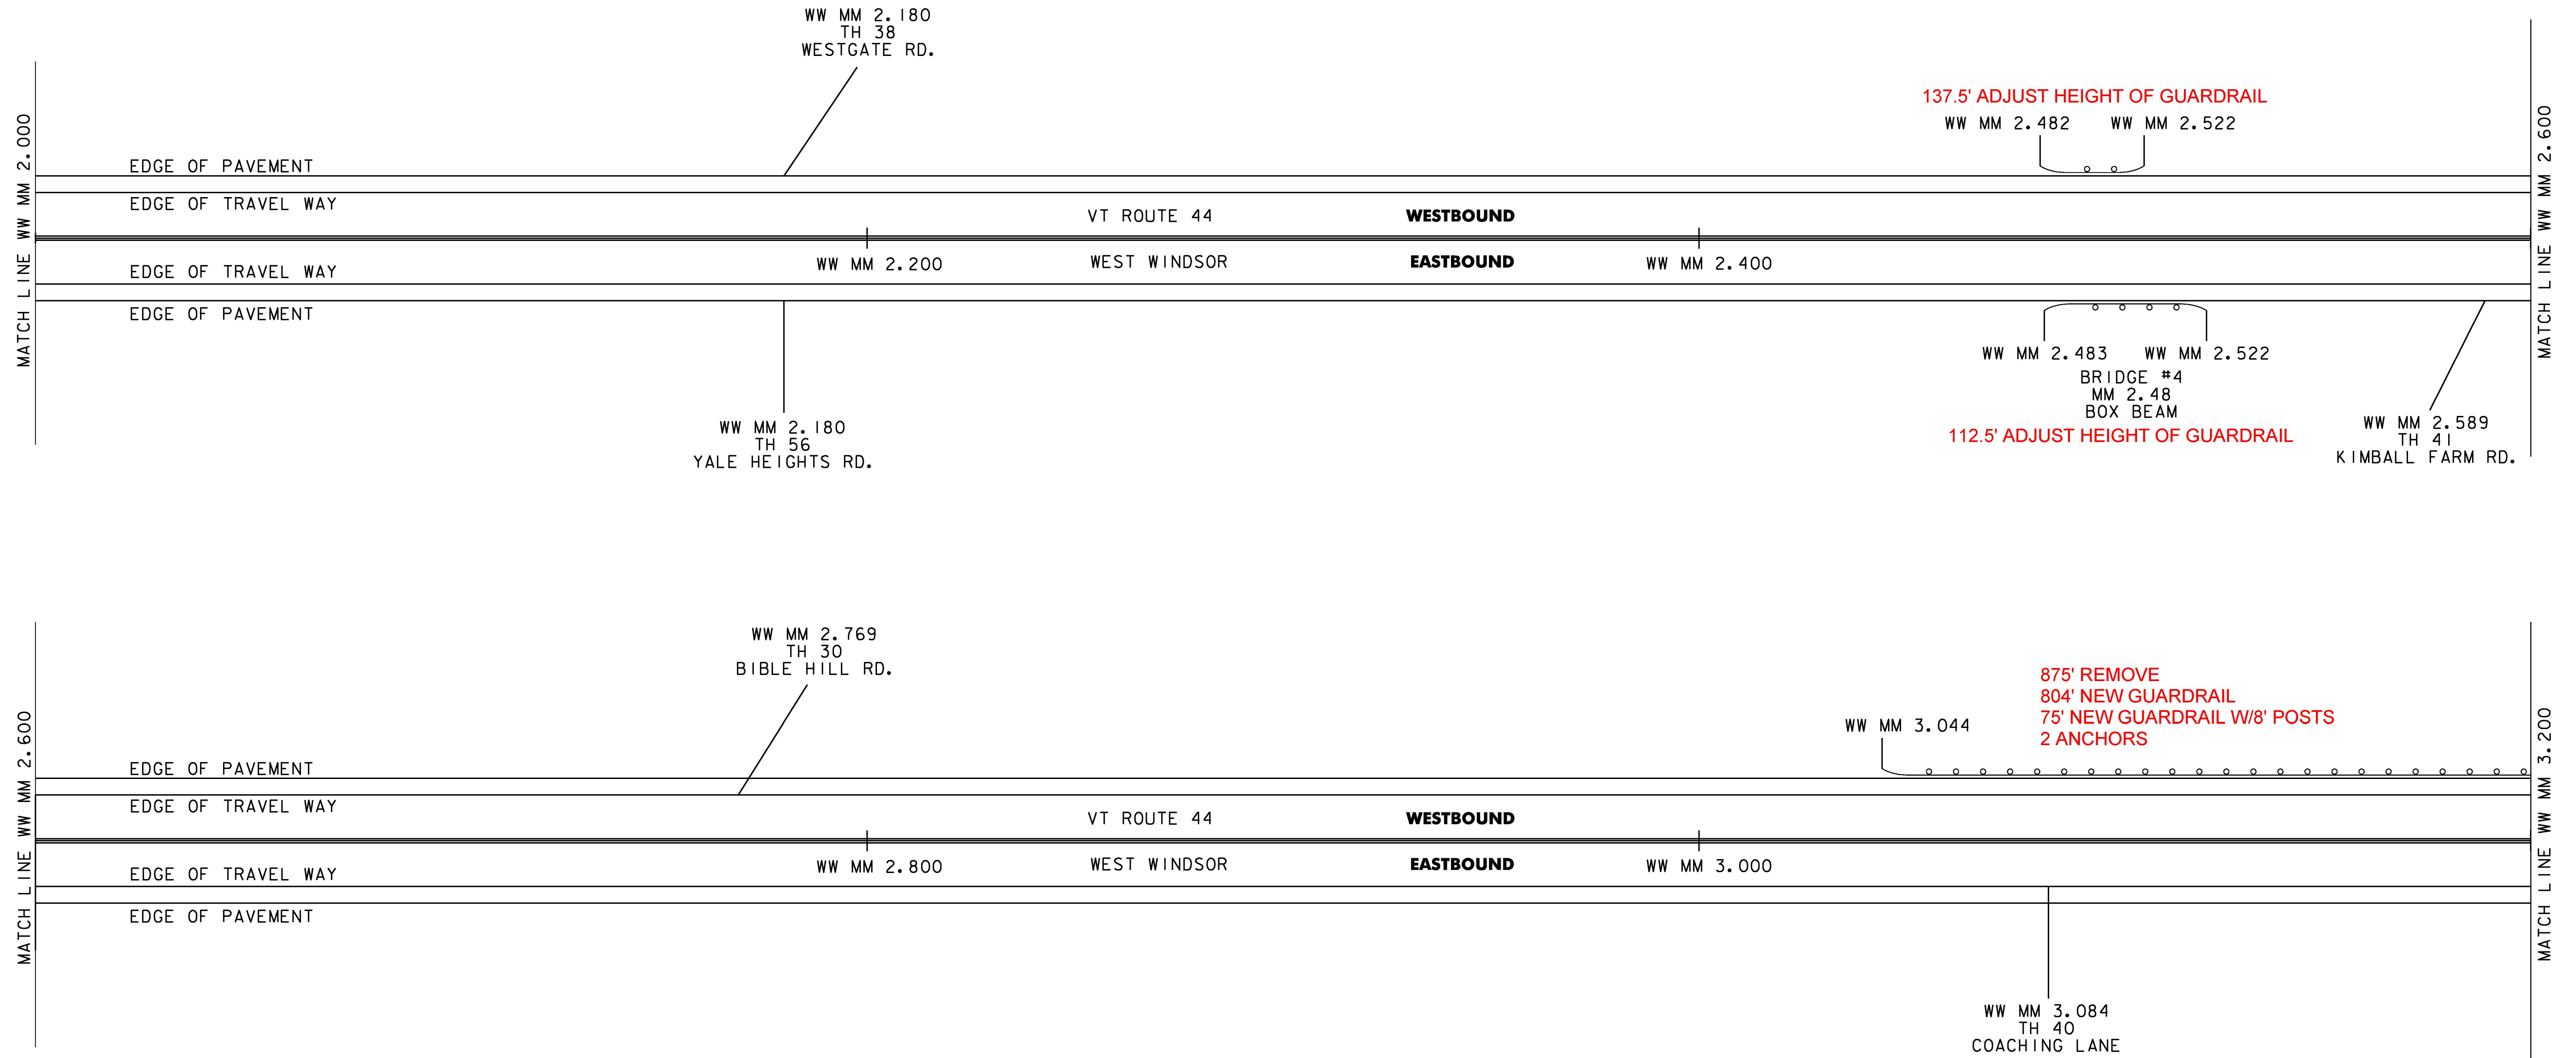 WW MM 2.180
TH 38
WESTGATE RD.
137.5' ADJUST HEIGHT OF GUARDRAIL
WW MM 2.482 WW MM 2.522
MATCH LINE WW MM 2.000
EDGE OF PAVEMENT
EDGE OF TRAVEL WAY
VT ROUTE 44 WESTBOUND
EDGE OF TRAVEL WAY
WW MM 2.200 WEST WINDSOR EASTBOUND WW MM 2.400
EDGE OF PAVEMENT
MATCH LINE WW MM 2.600
WW MM 2.483 WW MM 2.522
BRIDGE #4
MM 2.48
BOX BEAM
112.5' ADJUST HEIGHT OF GUARDRAIL
WW MM 2.180
TH 56
YALE HEIGHTS RD.
WW MM 2.589
TH 41
KIMBALL FARM RD.
WW MM 2.769
TH 30
BIBLE HILL RD.
875' REMOVE
804' NEW GUARDRAIL
75' NEW GUARDRAIL W/8' POSTS
2 ANCHORS
WW MM 3.044
MATCH LINE WW MM 2.600
EDGE OF PAVEMENT
EDGE OF TRAVEL WAY
VT ROUTE 44 WESTBOUND
EDGE OF TRAVEL WAY
WW MM 2.800 WEST WINDSOR EASTBOUND WW MM 3.000
EDGE OF PAVEMENT
MATCH LINE WW MM 3.200
WW MM 3.084
TH 40
COACHING LANE